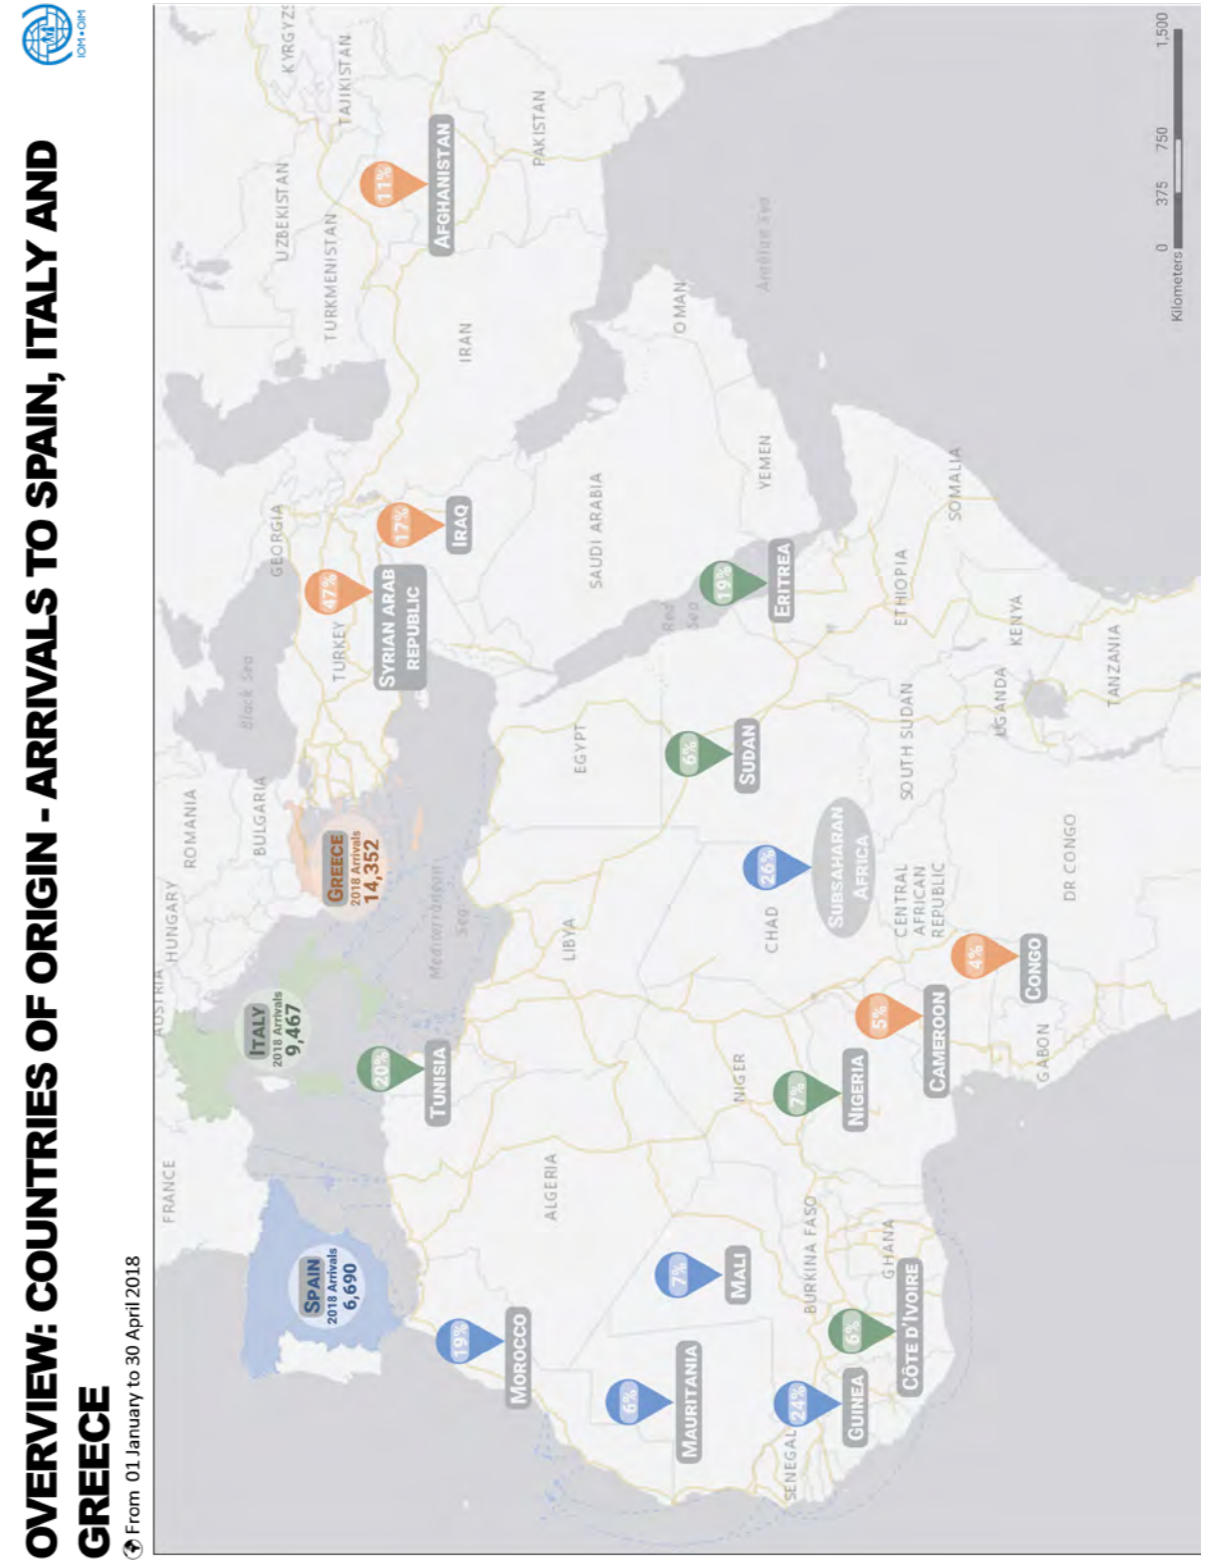 OVERVIEW: COUNTRIES OF ORIGIN - ARRIVALS TO SPAIN, ITALY AND
GREECE
IOM•OIM
From 01 January to 30 April 2018
FRANCE
AUSTRIA
HUNGARY
ROMANIA
BULGARIA
Black Sea
GEORGIA
UZBEKISTAN
KYRGYZS
TURKMENISTAN
TAJIKISTAN
SPAIN
2018 Arrivals
6,690
ITALY
2018 Arrivals
9,467
GREECE
2018 Arrivals
14,352
TURKEY
47%
SYRIAN ARAB
REPUBLIC
17%
IRAQ
IRAN
11%
AFGHANISTAN
PAKISTAN
20%
TUNISIA
Sea
19%
MOROCCO
ALGERIA
LIBYA
EGYPT
SAUDI ARABIA
OMAN
YEMEN
Red
Sea
6%
MAURITANIA
7%
MALI
NIGER
CHAD
26%
SUBSAHARAN
AFRICA
6%
SUDAN
19%
ERITREA
SENEGAL
24%
GUINEA
BURKINA FASO
6%
CÔTE D'IVOIRE
GHANA
7%
NIGERIA
5%
CAMEROON
CENTRAL
AFRICAN
REPUBLIC
SOUTH SUDAN
ETHIOPIA
SOMALIA
4%
CONGO
GABON
DR CONGO
UGANDA
KENYA
TANZANIA
0 375 750 1,500
Kilometers